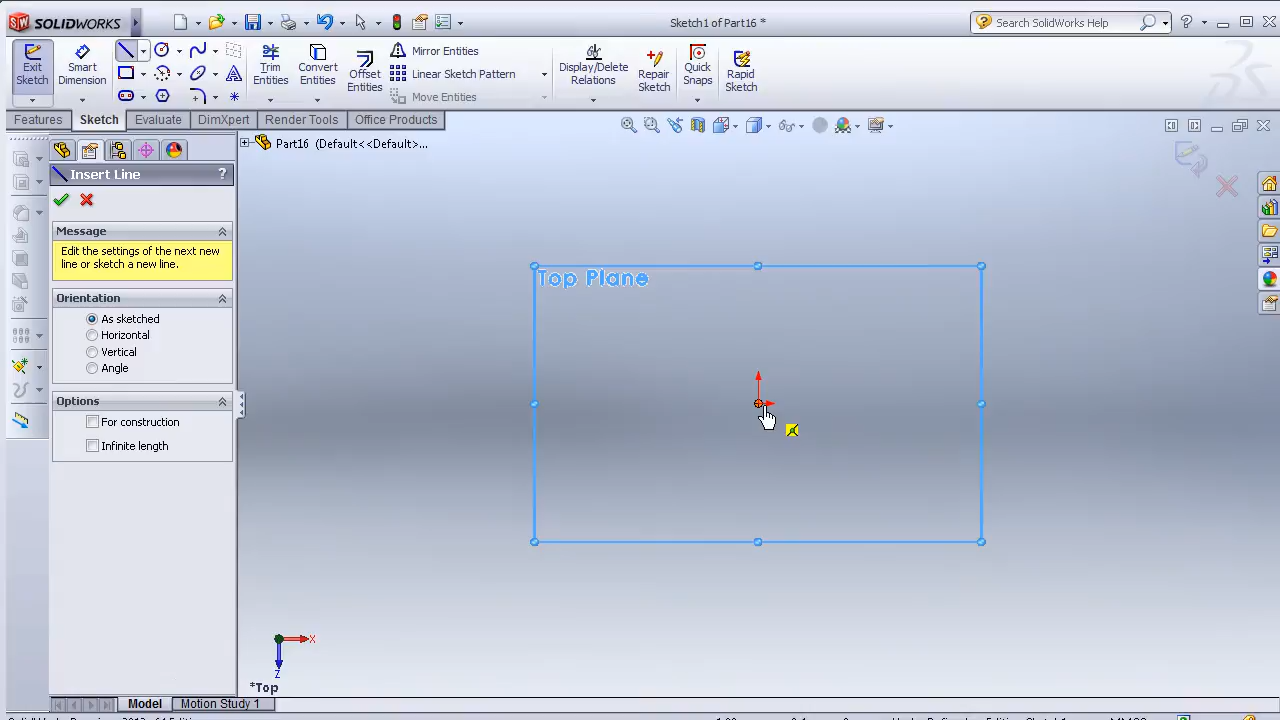 SOLIDWORKS
Sketch1 of Part16 *
Search SolidWorks Help
Exit Sketch
Smart Dimension
Trim Entities
Convert Entities
Offset Entities
Mirror Entities
Linear Sketch Pattern
Move Entities
Display/Delete Relations
Repair Sketch
Quick Snaps
Rapid Sketch
Features Sketch Evaluate DimXpert Render Tools Office Products
Part16 (Default<<Default>...
Insert Line ?
Message
Edit the settings of the next new
line or sketch a new line.
Orientation
As sketched
Horizontal
Vertical
Angle
Options
For construction
Infinite length
Top Plane
X
Z
*Top
Model Motion Study 1